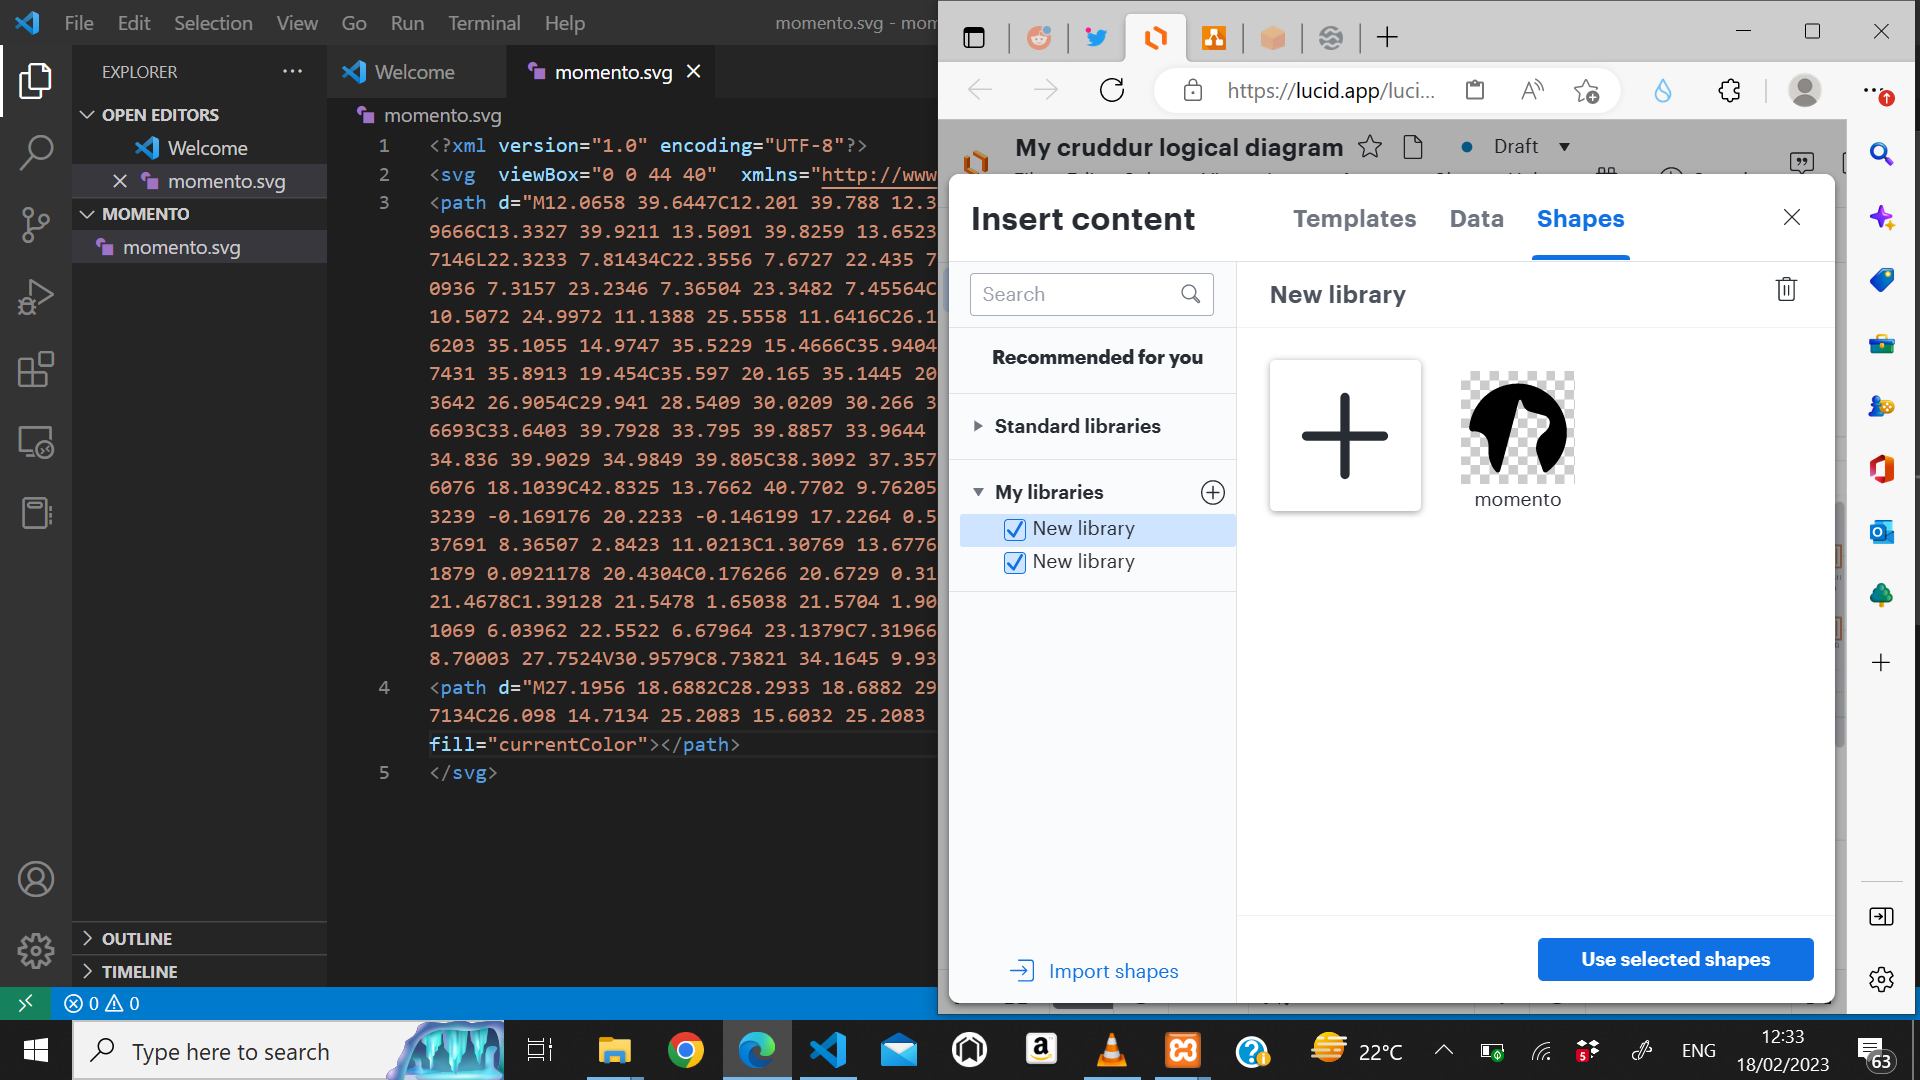 File Edit Selection View Go Run Terminal Help
momento.svg - mom
EXPLORER
OPEN EDITORS
Welcome
momento.svg
MOMENTO
momento.svg
OUTLINE
TIMELINE
0 0
Welcome
momento.svg
momento.svg
1 <?xml version="1.0" encoding="UTF-8"?>
2 <svg viewBox="0 0 44 40" xmlns="http://www
3 <path d="M12.0658 39.6447C12.201 39.788 12.3
9666C13.3327 39.9211 13.5091 39.8259 13.6523
7146L22.3233 7.81434C22.3556 7.6727 22.435 7
0936 7.3157 23.2346 7.36504 23.3482 7.45564C
10.5072 24.9972 11.1388 25.5558 11.6416C26.1
6203 35.1055 14.9747 35.5229 15.4666C35.9404
7431 35.8913 19.454C35.597 20.165 35.1445 20
3642 26.9054C29.941 28.5409 30.0209 30.266 3
6693C33.6403 39.7928 33.795 39.8857 33.9644
34.836 39.9029 34.9849 39.805C38.3092 37.357
6076 18.1039C42.8325 13.7662 40.7702 9.76205
3239 -0.169176 20.2233 -0.146199 17.2264 0.5
37691 8.36507 2.8423 11.0213C1.30769 13.6776
1879 0.0921178 20.4304C0.176266 20.6729 0.31
21.4678C1.39128 21.5478 1.65038 21.5704 1.90
1069 6.03962 22.5522 6.67964 23.1379C7.31966
8.70003 27.7524V30.9579C8.73821 34.1645 9.93
4 <path d="M27.1956 18.6882C28.2933 18.6882 29
7134C26.098 14.7134 25.2083 15.6032 25.2083
fill="currentColor"></path>
5 </svg>
https://lucid.app/luci...
My cruddur logical diagram
Draft
Insert content
Templates Data Shapes
Search
Recommended for you
Standard libraries
My libraries
New library
New library
Import shapes
New library
momento
Use selected shapes
Type here to search
22°C
5
ENG
12:33
18/02/2023
63